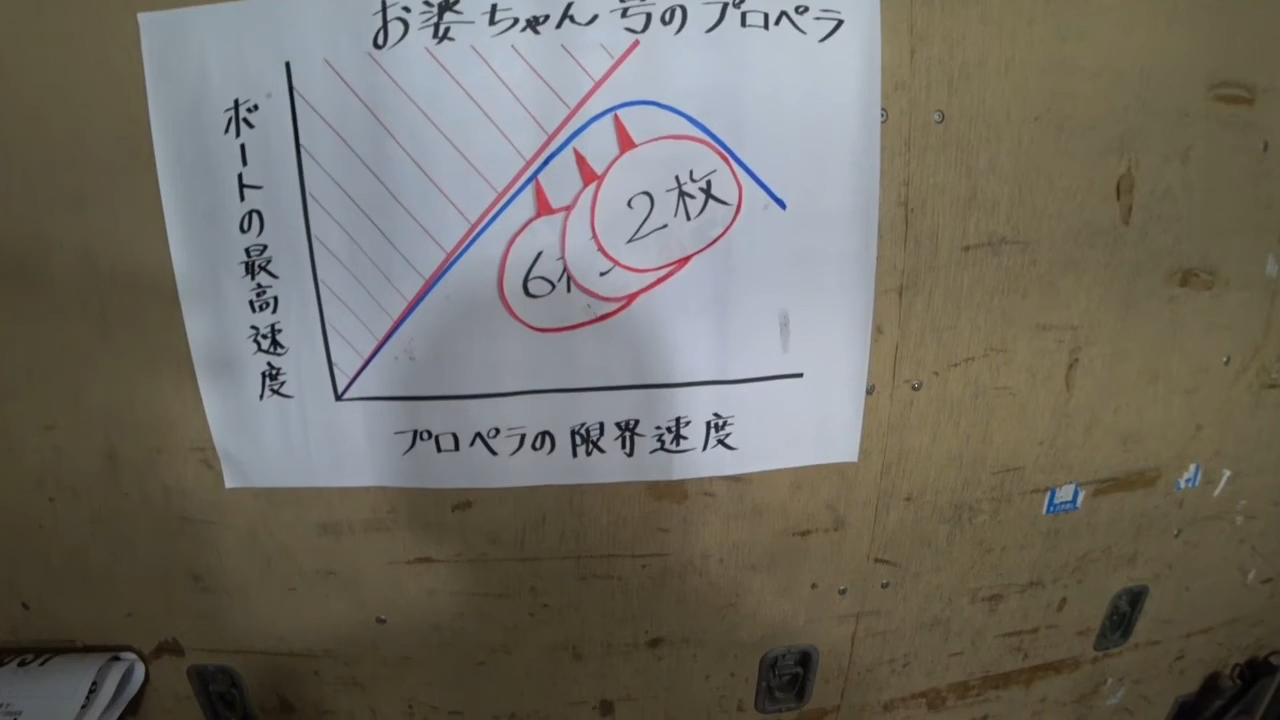 お婆ちゃん号のプロペラ
ボートの最高速度
6
2枚
プロペラの限界速度